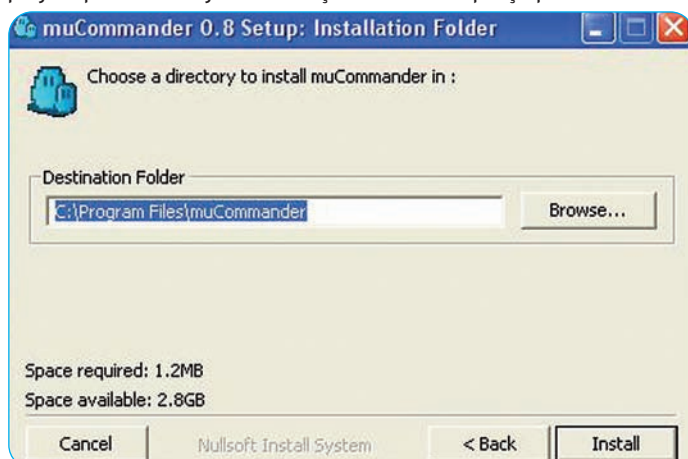 muCommander 0.8 Setup: Installation Folder
Choose a directory to install muCommander in :
Destination Folder
C:\Program Files\muCommander
Browse...
Space required: 1.2MB
Space available: 2.8GB
Cancel
Nullsoft Install System
< Back
Install